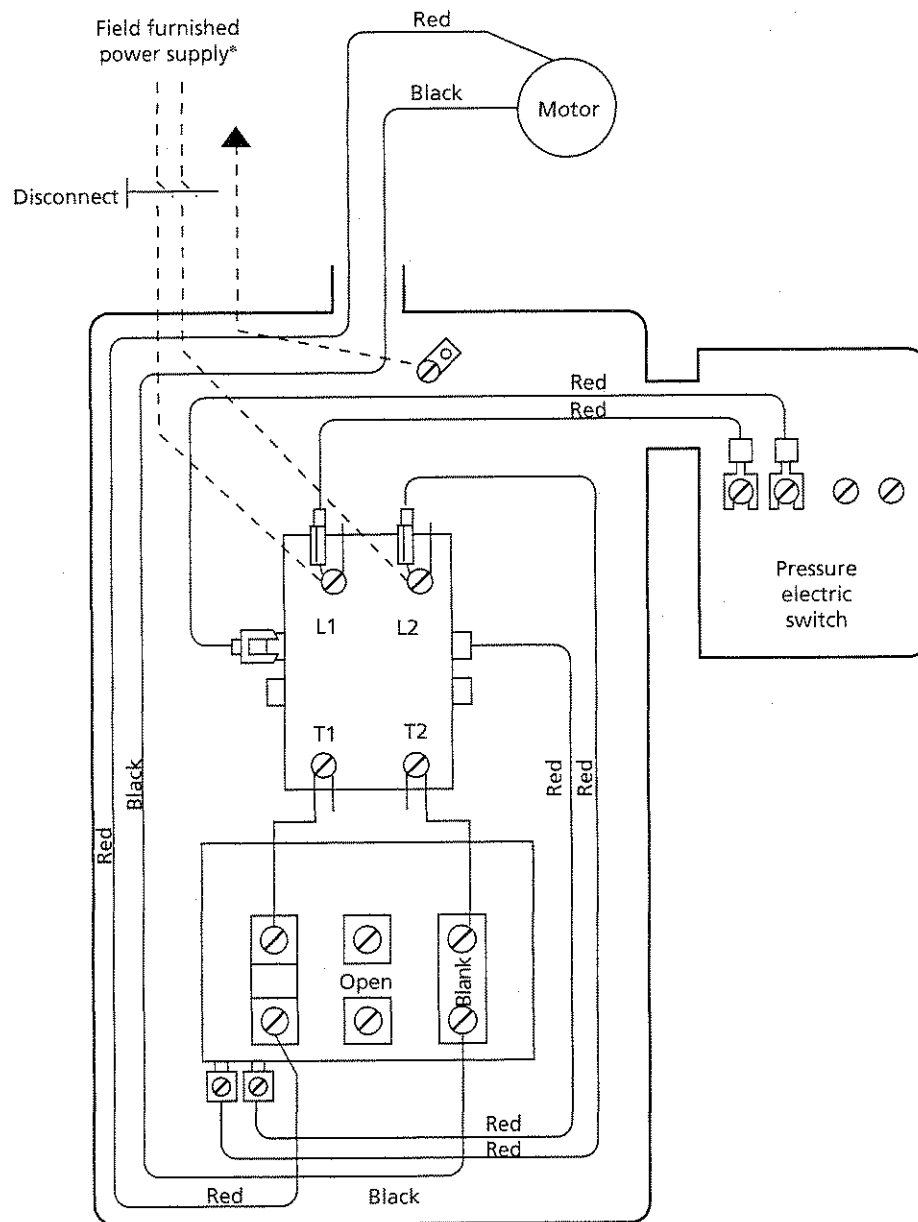 Field furnished
power supply*
Red
Black
Motor
Disconnect
Red
Red
Pressure
electric
switch
L1
L2
T1
T2
Red
Black
Red
Red
Open
Blank
Red
Red
Red
Black